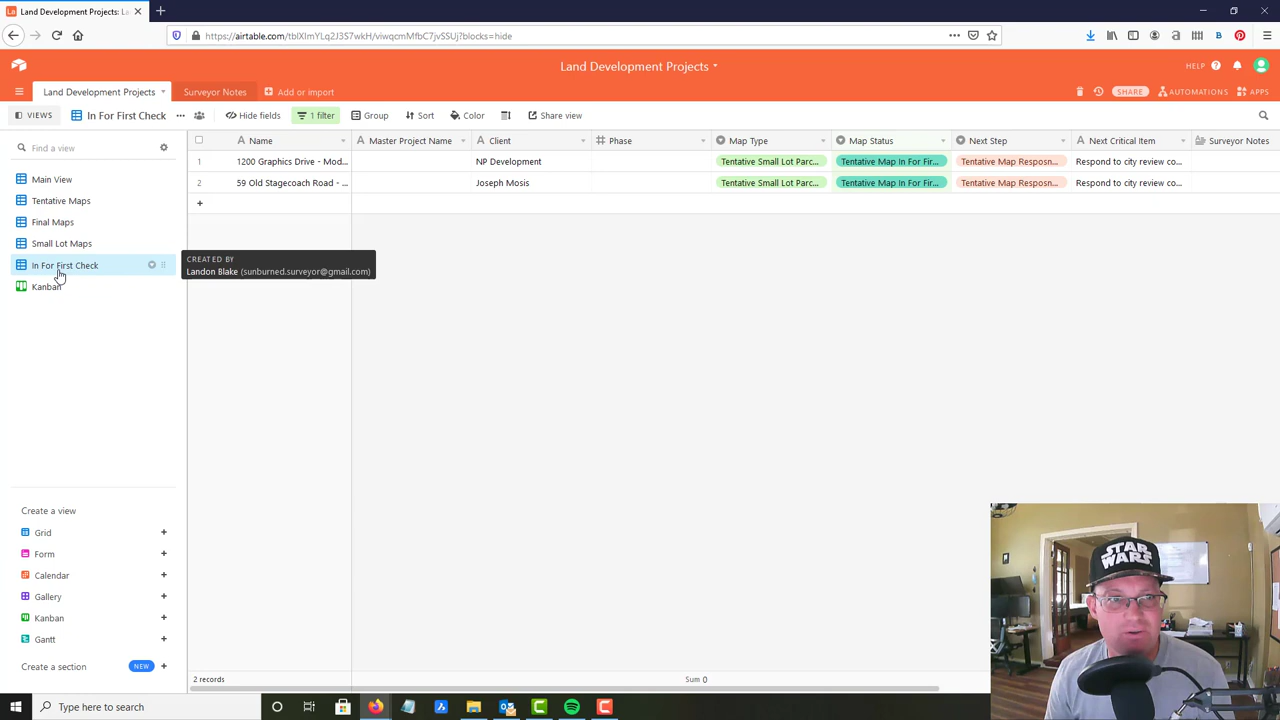 Land Development Projects: La
https://airtable.com/tblXlmYLq2J3S7wkH/viwqcmMfbC7jvSSUj?blocks=hide
Land Development Projects
HELP
Land Development Projects
Surveyor Notes
Add or import
SHARE
AUTOMATIONS
APPS
VIEWS
In For First Check
Hide fields
1 filter
Group
Sort
Color
Share view
Find a view
Name
Master Project Name
Client
Phase
Map Type
Map Status
Next Step
Next Critical Item
Surveyor Notes
1
1200 Graphics Drive - Mod...
NP Development
Tentative Small Lot Parc...
Tentative Map In For Fir...
Tentative Map Resposn...
Respond to city review co...
2
59 Old Stagecoach Road - ...
Joseph Mosis
Tentative Small Lot Parc...
Tentative Map In For Fir...
Tentative Map Resposn...
Respond to city review co...
Main View
Tentative Maps
Final Maps
Small Lot Maps
In For First Check
Kanban
CREATED BY
Landon Blake (sunburned.surveyor@gmail.com)
Create a view
Grid
Form
Calendar
Gallery
Kanban
Gantt
Create a section
NEW
2 records
Sum 0
STAR
WARS
Type here to search